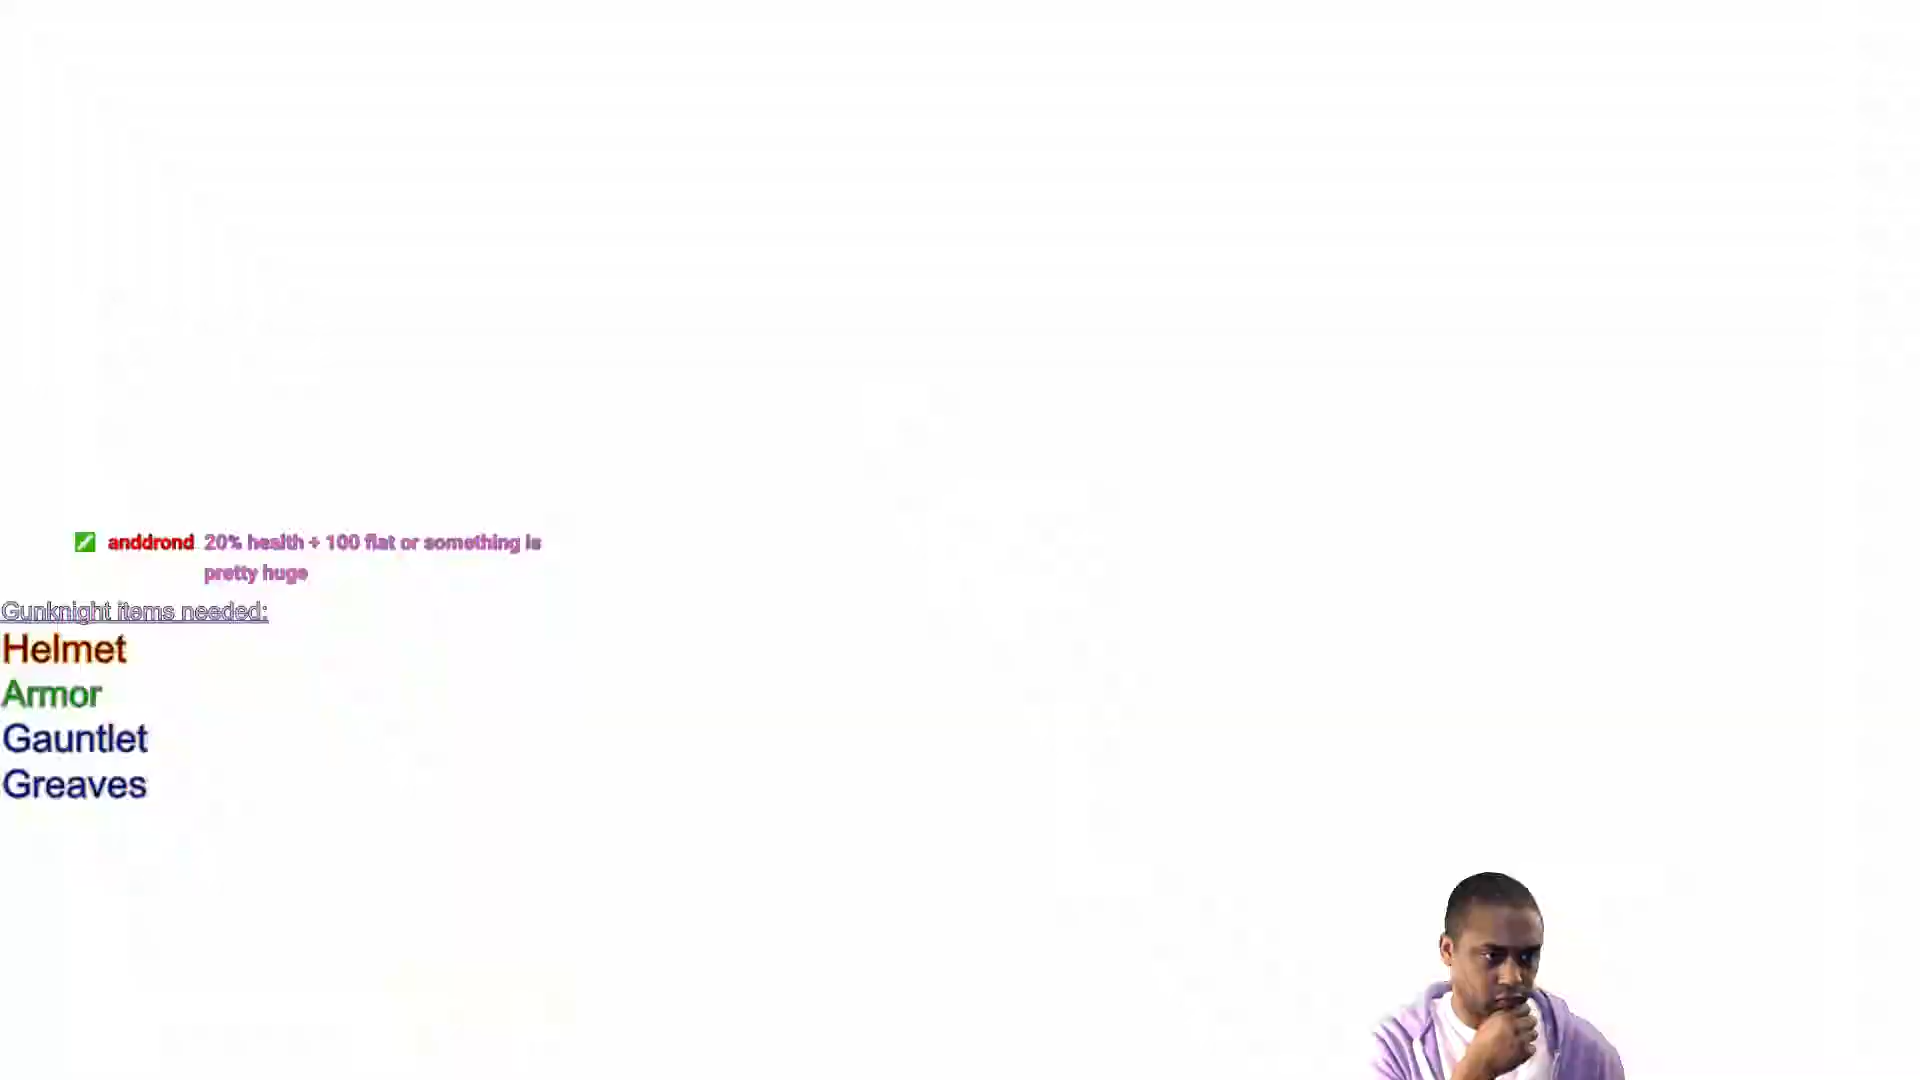 anddrond 20% health + 100 flat or something is
pretty huge
Gunknight items needed:
Helmet
Armor
Gauntlet
Greaves